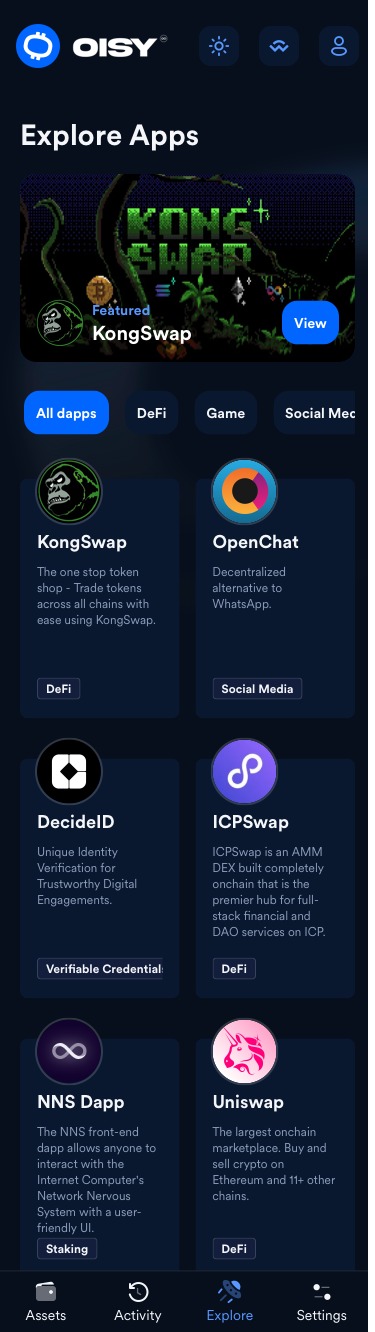 OISY
Explore Apps
KONG
SWAP
Featured
KongSwap
View
All dapps
DeFi
Game
Social Med
KongSwap
The one stop token
shop - Trade tokens
across all chains with
ease using KongSwap.
DeFi
OpenChat
Decentralized
alternative to
WhatsApp.
Social Media
DecideID
Unique Identity
Verification for
Trustworthy Digital
Engagements.
Verifiable Credentials
ICPSwap
ICPSwap is an AMM
DEX built completely
onchain that is the
premier hub for full-
stack financial and
DAO services on ICP.
DeFi
NNS Dapp
The NNS front-end
dapp allows anyone to
interact with the
Internet Computer's
Network Nervous
System with a user-
friendly UI.
Staking
Uniswap
The largest onchain
marketplace. Buy and
sell crypto on
Ethereum and 11+ other
chains.
DeFi
Assets
Activity
Explore
Settings